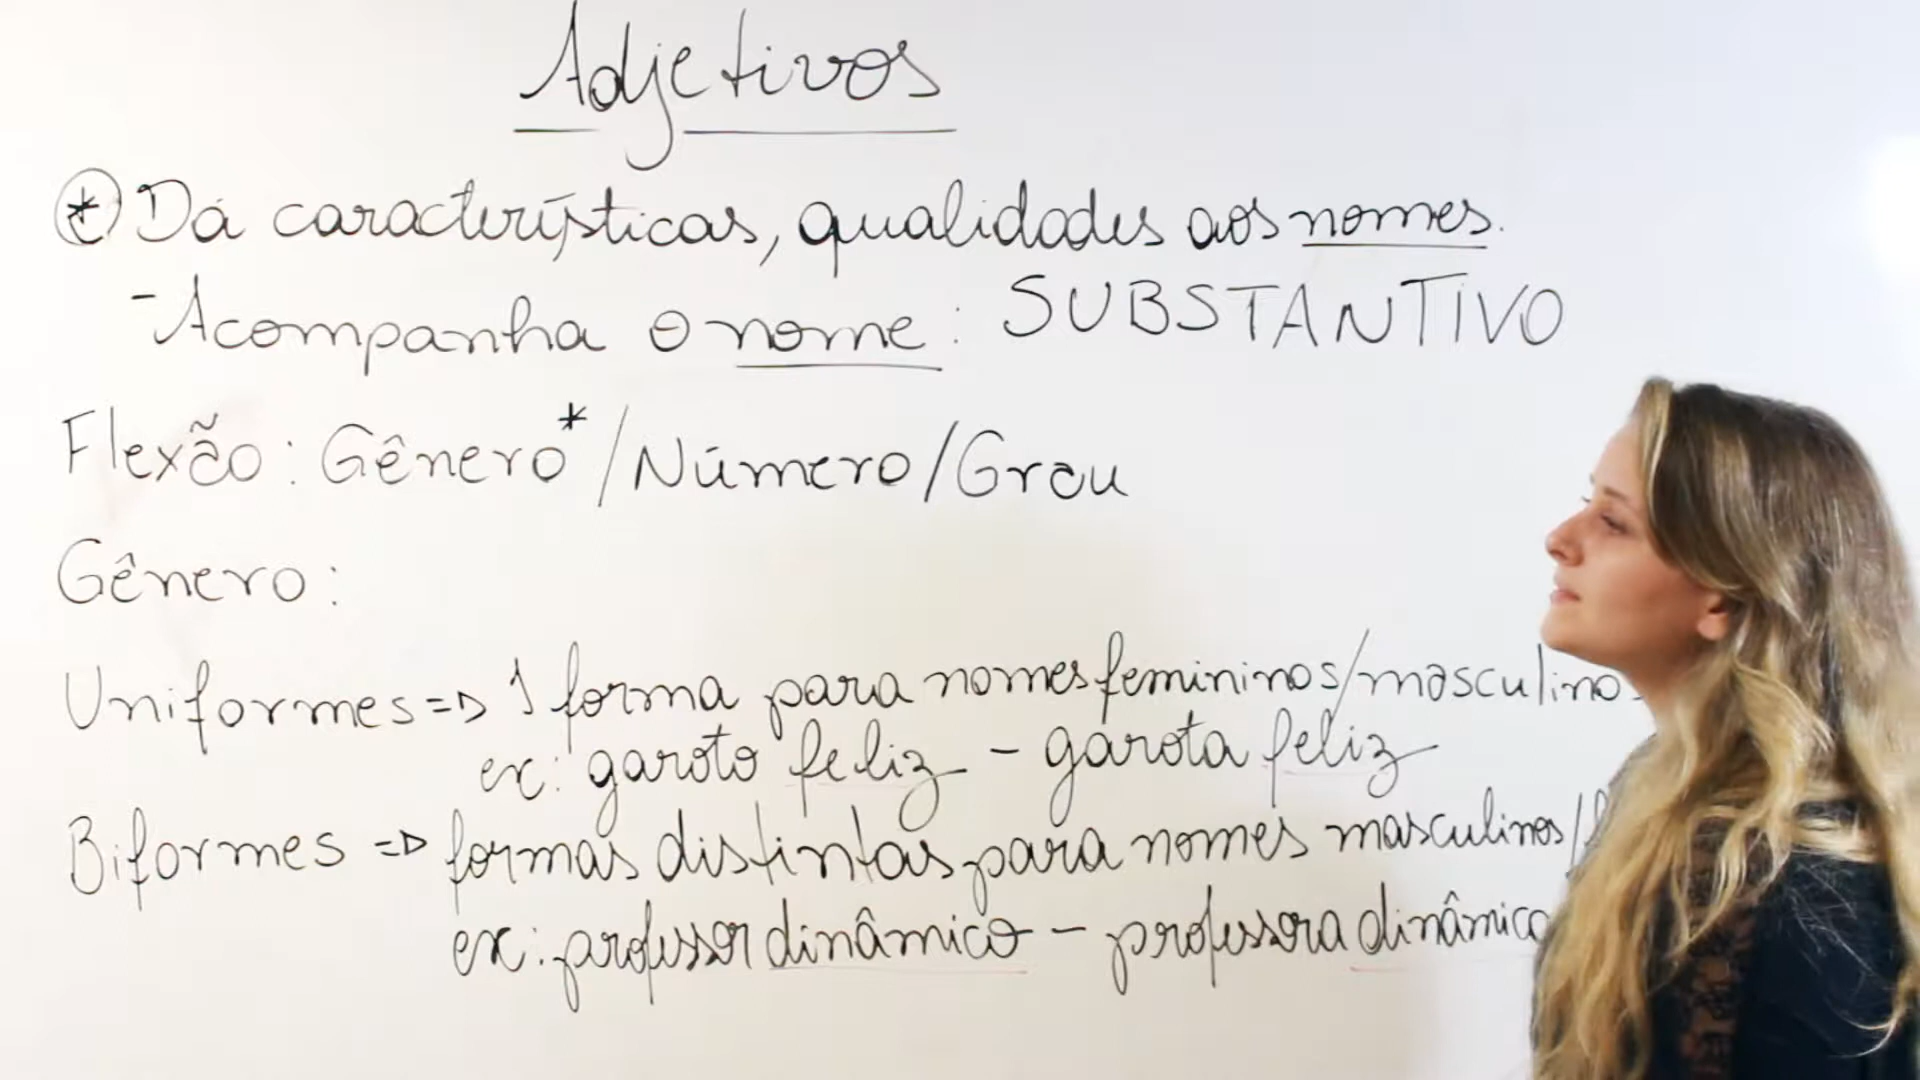 Adjetivos
* Dá características, qualidades aos nomes.
- Acompanha o nome: SUBSTANTIVO
Flexão: Gênero* / Número / Grau
Gênero:
Uniformes => 1 forma para nomes femininos/masculinos
ex: garoto feliz - garota feliz
Biformes => formas distintas para nomes masculinos/
ex: professor dinâmico - professora dinâmica